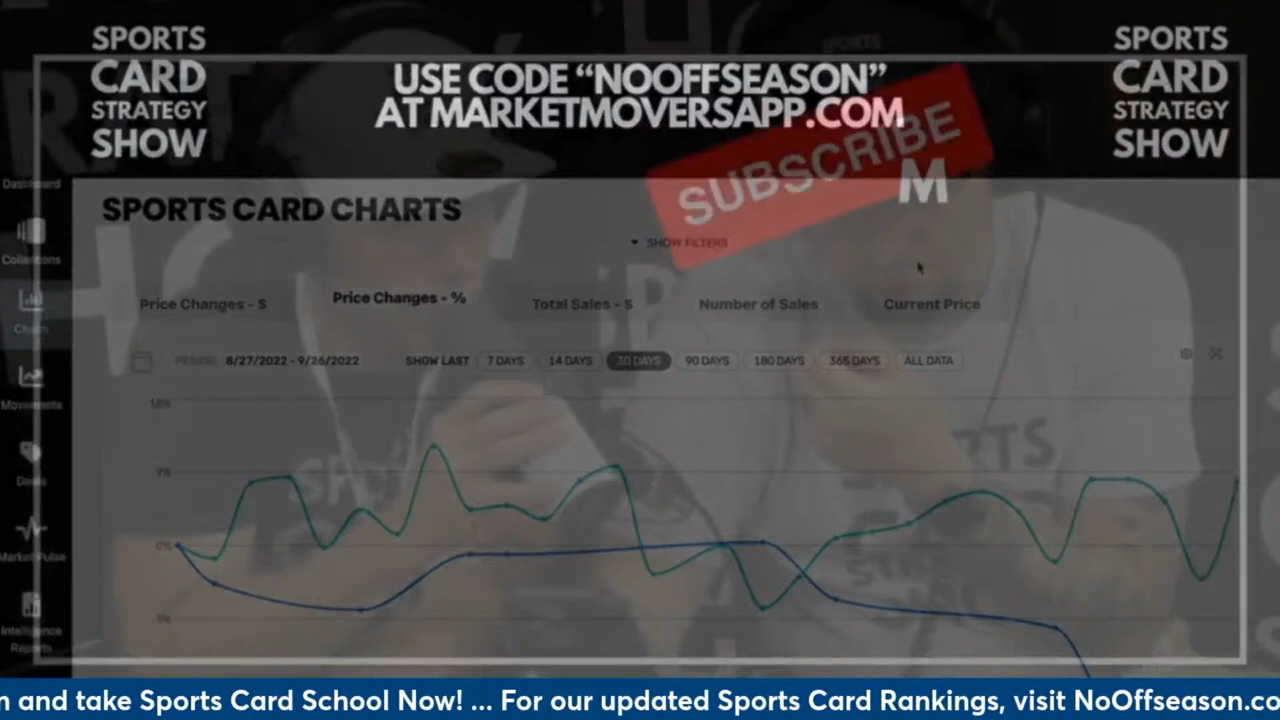 SPORTS
CARD
STRATEGY
SHOW
USE CODE “NOOFFSEASON”
AT MARKETMOVERSAPP.COM
SPORTS
CARD
STRATEGY
SHOW
SUBSCRIBE
M
Dashboard
Collections
Charts
Movements
Deals
Market Pulse
Intelligence
Reports
SPORTS CARD CHARTS
SHOW FILTERS
Price Changes - $
Price Changes - %
Total Sales - $
Number of Sales
Current Price
PERIOD 8/27/2022 - 9/26/2022
SHOW LAST
7 DAYS
14 DAYS
30 DAYS
90 DAYS
180 DAYS
365 DAYS
ALL DATA
18%
9%
0%
-9%
n and take Sports Card School Now! ... For our updated Sports Card Rankings, visit NoOffseason.co